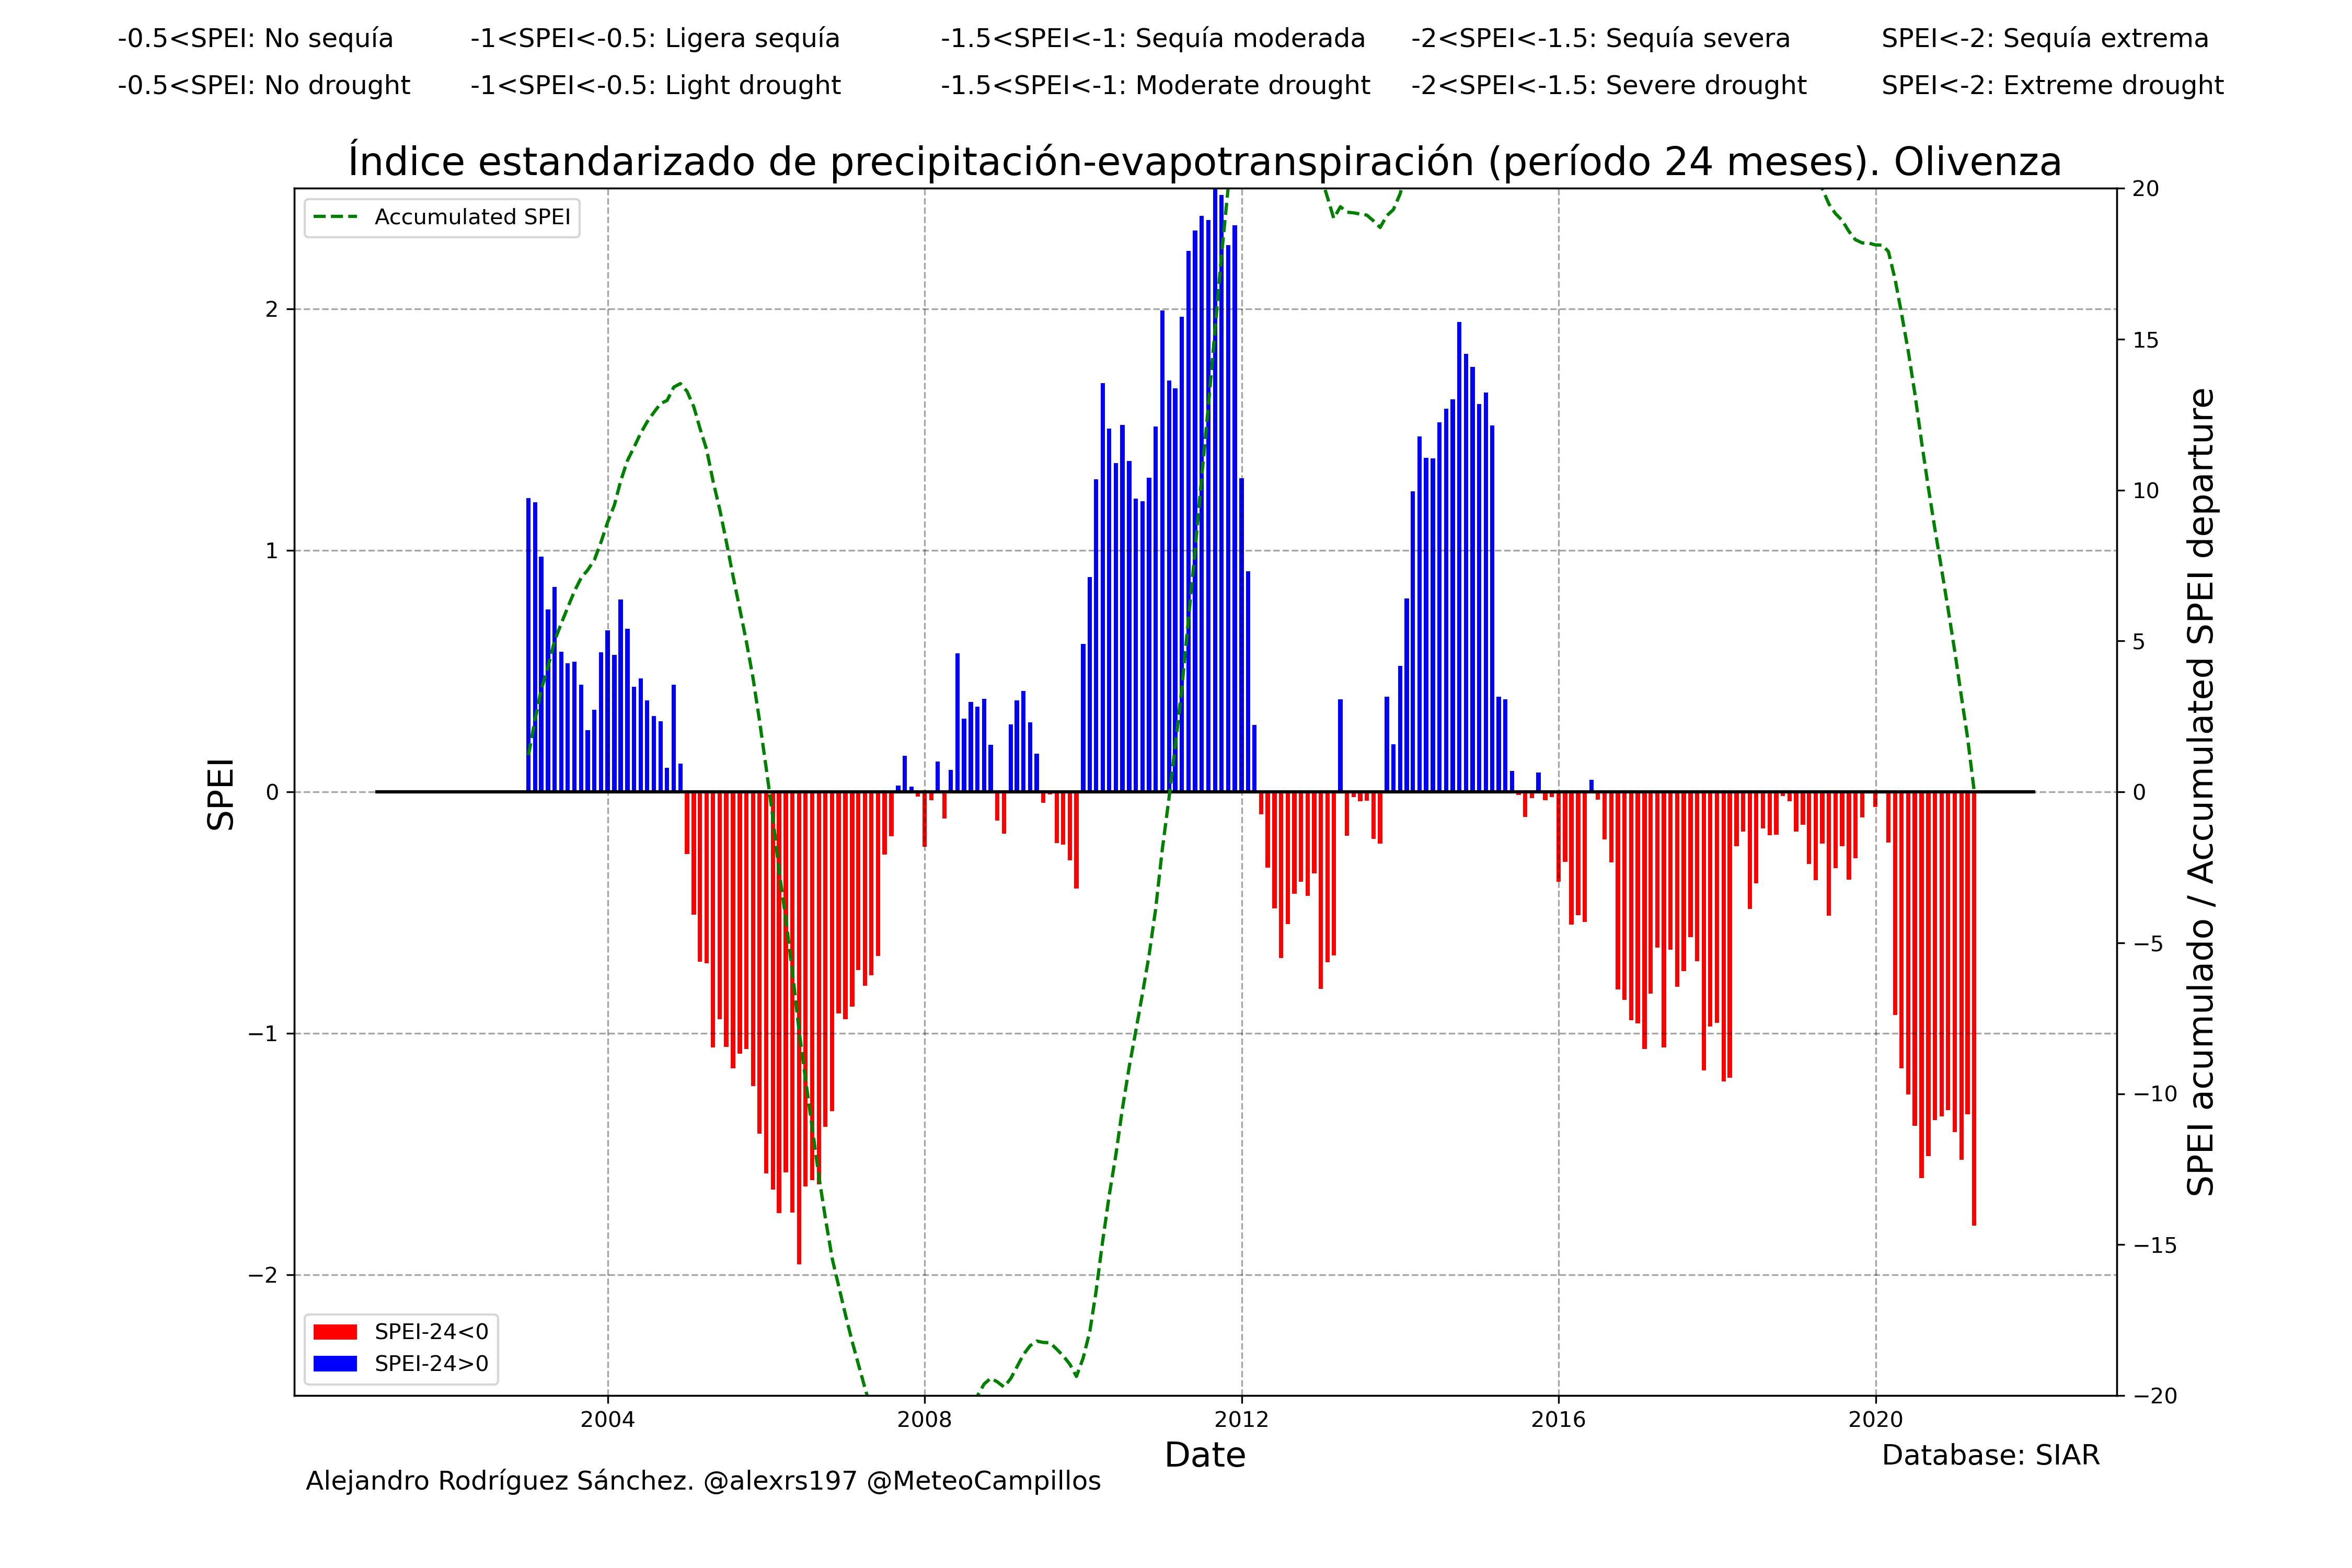 -0.5<SPEI: No sequía -1<SPEI<-0.5: Ligera sequía -1.5<SPEI<-1: Sequía moderada -2<SPEI<-1.5: Sequía severa SPEI<-2: Sequía extrema
-0.5<SPEI: No drought -1<SPEI<-0.5: Light drought -1.5<SPEI<-1: Moderate drought -2<SPEI<-1.5: Severe drought SPEI<-2: Extreme drought
Índice estandarizado de precipitación-evapotranspiración (período 24 meses). Olivenza
Accumulated SPEI
SPEI
2
1
0
−1
−2
20
15
10
5
0
−5
−10
−15
−20
SPEI acumulado / Accumulated SPEI departure
SPEI-24<0
SPEI-24>0
2004 2008 2012 2016 2020
Date
Database: SIAR
Alejandro Rodríguez Sánchez. @alexrs197 @MeteoCampillos